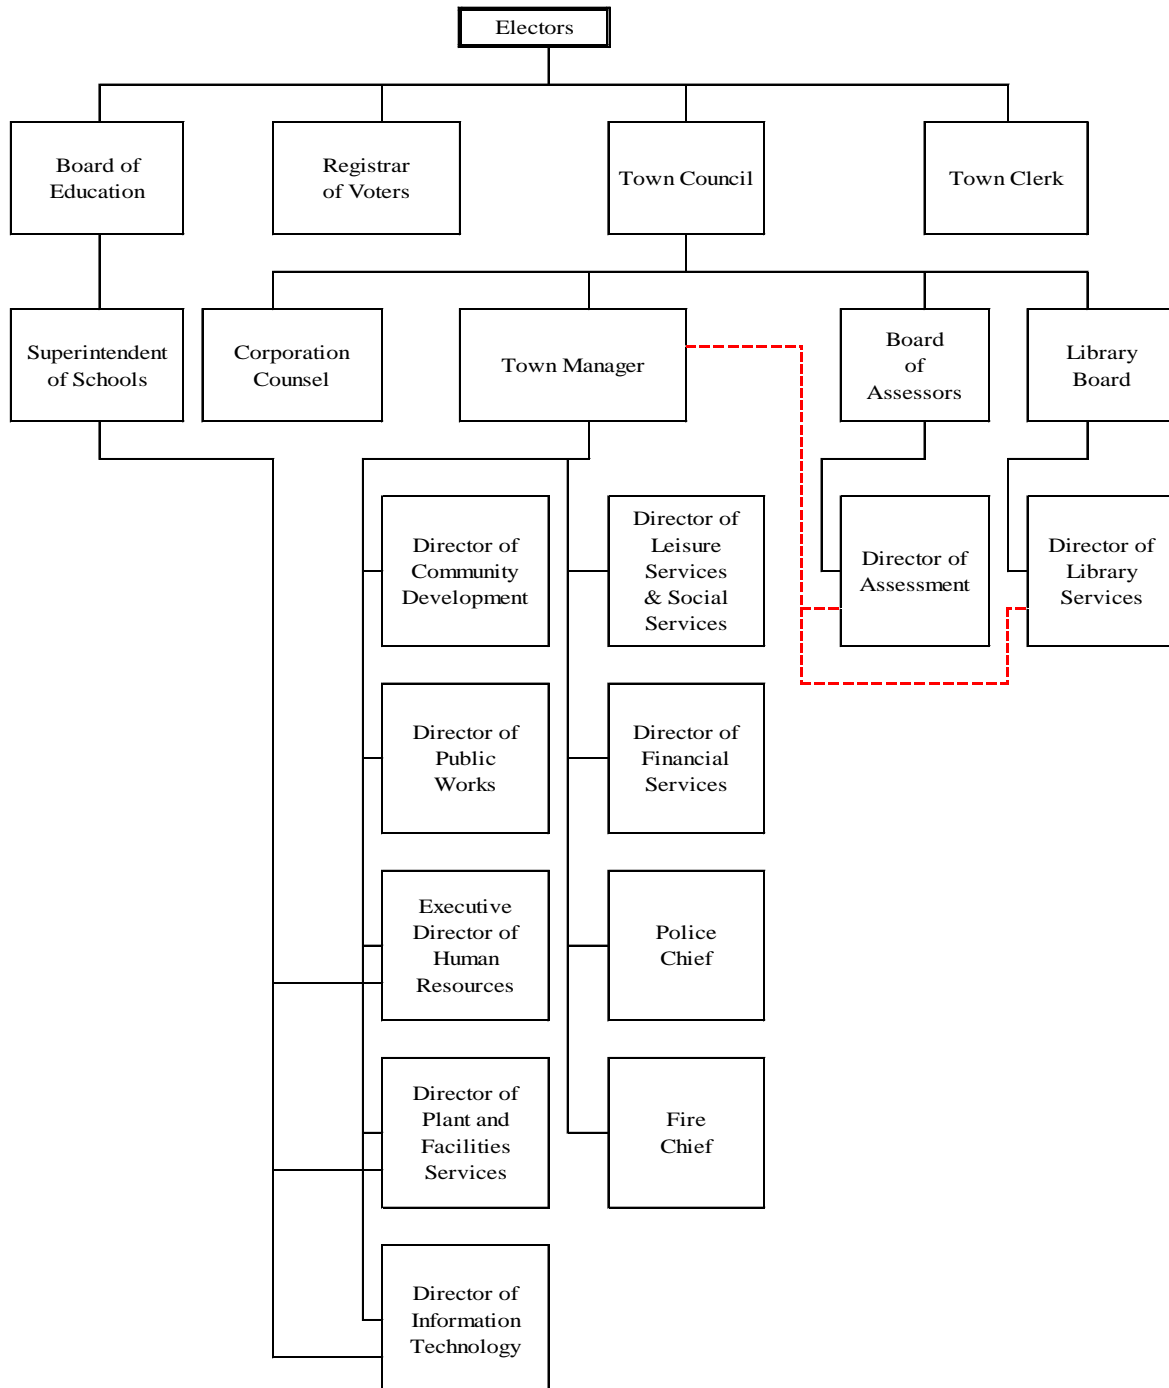 Electors
Board of
Education
Registrar
of Voters
Town Council
Town Clerk
Superintendent
of Schools
Corporation
Counsel
Town Manager
Board
of
Assessors
Library
Board
Director of
Community
Development
Director of
Leisure
Services
& Social
Services
Director of
Assessment
Director of
Library
Services
Director of
Public
Works
Director of
Financial
Services
Executive
Director of
Human
Resources
Police
Chief
Director of
Plant and
Facilities
Services
Fire
Chief
Director of
Information
Technology